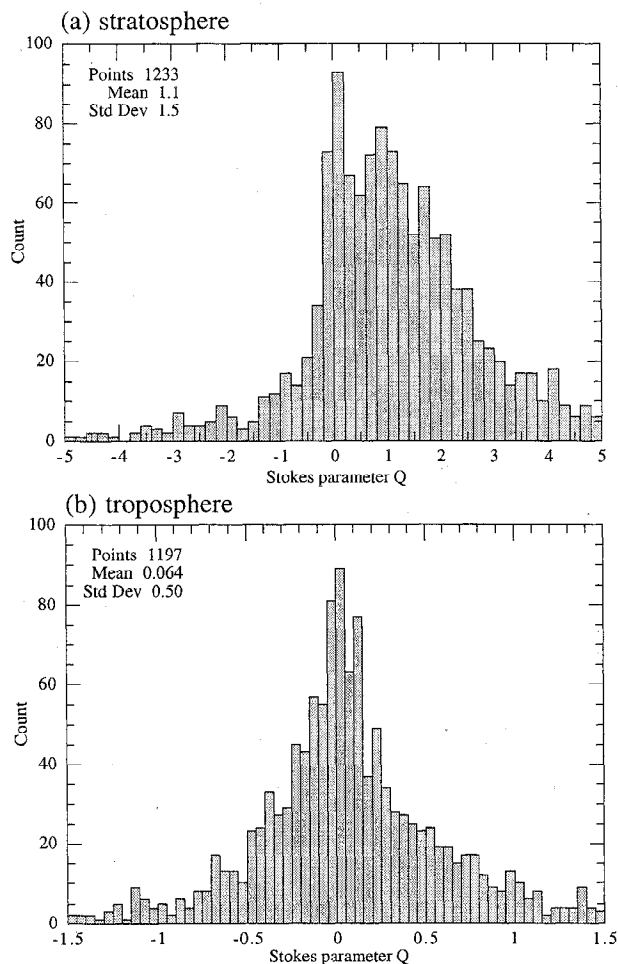 (a) stratosphere
100
Points 1233
Mean 1.1
Std Dev 1.5
80
60
Count
40
20
0
-5 -4 -3 -2 -1 0 1 2 3 4 5
Stokes parameter Q
(b) troposphere
100
Points 1197
Mean 0.064
Std Dev 0.50
80
60
Count
40
20
0
-1.5 -1 -0.5 0 0.5 1 1.5
Stokes parameter Q